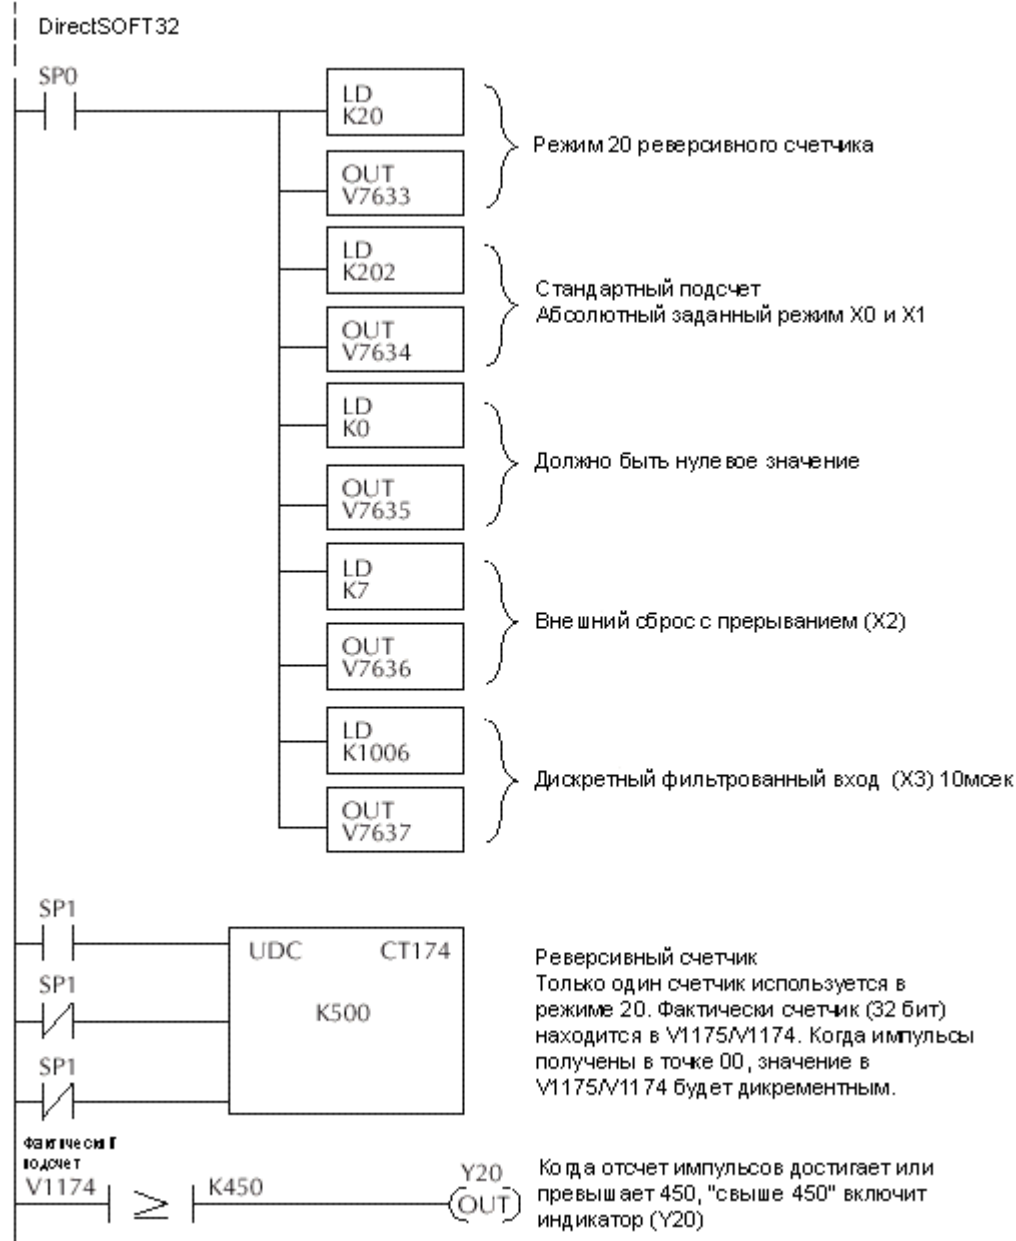 DirectSOFT32
SP0
LD
K20
OUT
V7633
Режим 20 реверсивного счетчика
LD
K202
OUT
V7634
Стандартный подсчет
Абсолютный заданный режим X0 и X1
LD
K0
OUT
V7635
Должно быть нулевое значение
LD
K7
OUT
V7636
Внешний сброс с прерыванием (X2)
LD
K1006
OUT
V7637
Дискретный фильтрованный вход (X3) 10мсек
SP1
SP1
SP1
UDC CT174
K500
Реверсивный счетчик
Только один счетчик используется в
режиме 20. Фактически счетчик (32 бит)
находится в V1175/V1174. Когда импульсы
получены в точке 00, значение в
V1175/V1174 будет дикрементным.
Фактический
подсчет
V1174
≥
K450
Y20
OUT
Когда отсчет импульсов достигает или
превышает 450, "свыше 450" включит
индикатор (Y20)